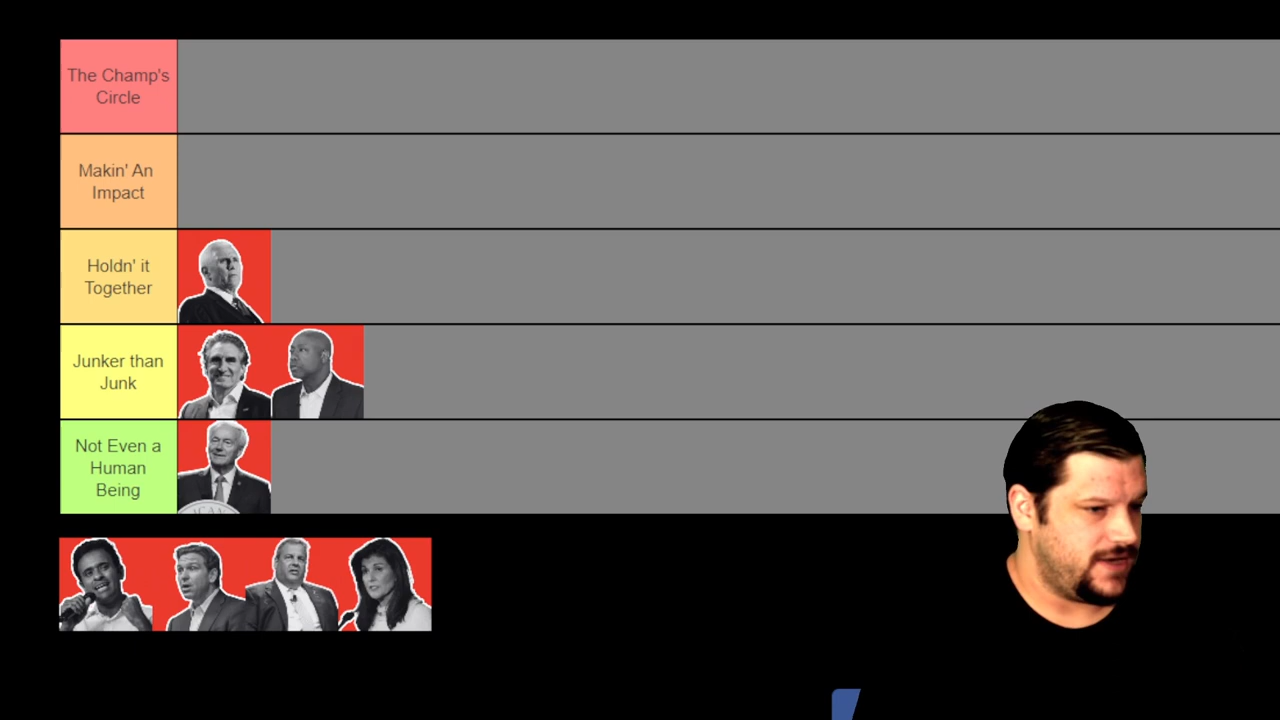 The Champ's
Circle
Makin' An
Impact
Holdn' it
Together
Junker than
Junk
Not Even a
Human
Being